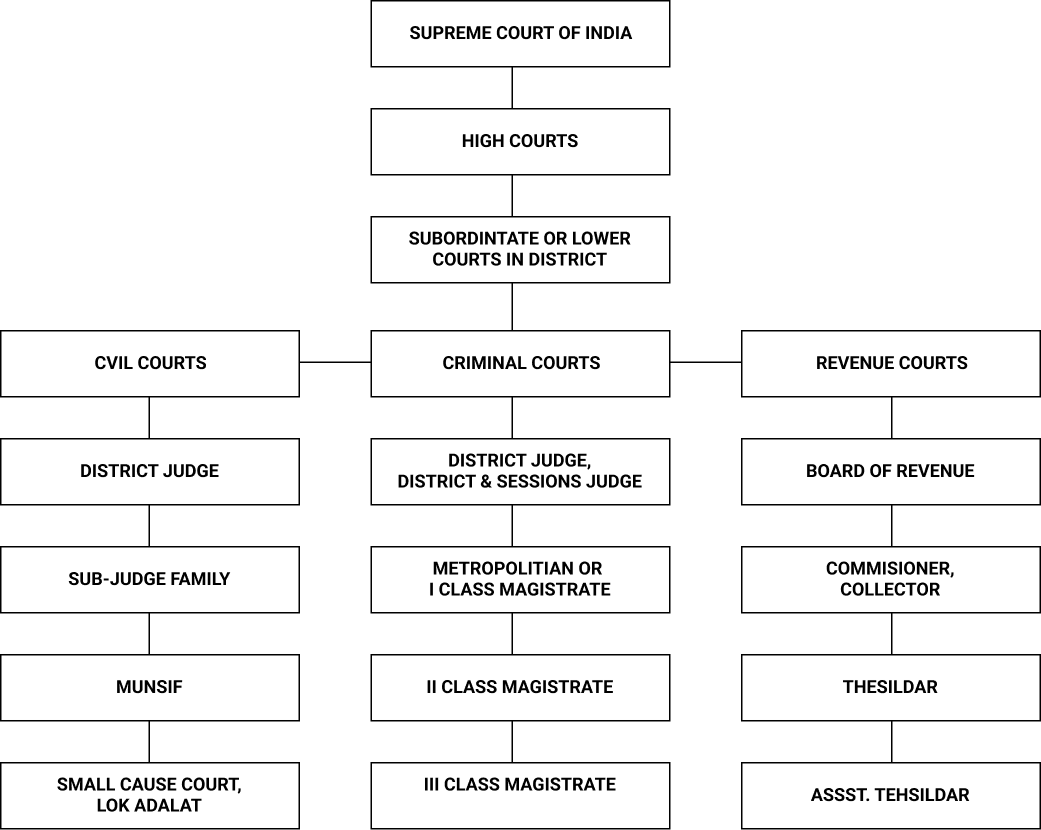 SUPREME COURT OF INDIA
HIGH COURTS
SUBORDINTATE OR LOWER
COURTS IN DISTRICT
CVIL COURTS
CRIMINAL COURTS
REVENUE COURTS
DISTRICT JUDGE
DISTRICT JUDGE,
DISTRICT & SESSIONS JUDGE
BOARD OF REVENUE
SUB-JUDGE FAMILY
METROPOLITIAN OR
I CLASS MAGISTRATE
COMMISIONER,
COLLECTOR
MUNSIF
II CLASS MAGISTRATE
THESILDAR
SMALL CAUSE COURT,
LOK ADALAT
III CLASS MAGISTRATE
ASSST. TEHSILDAR